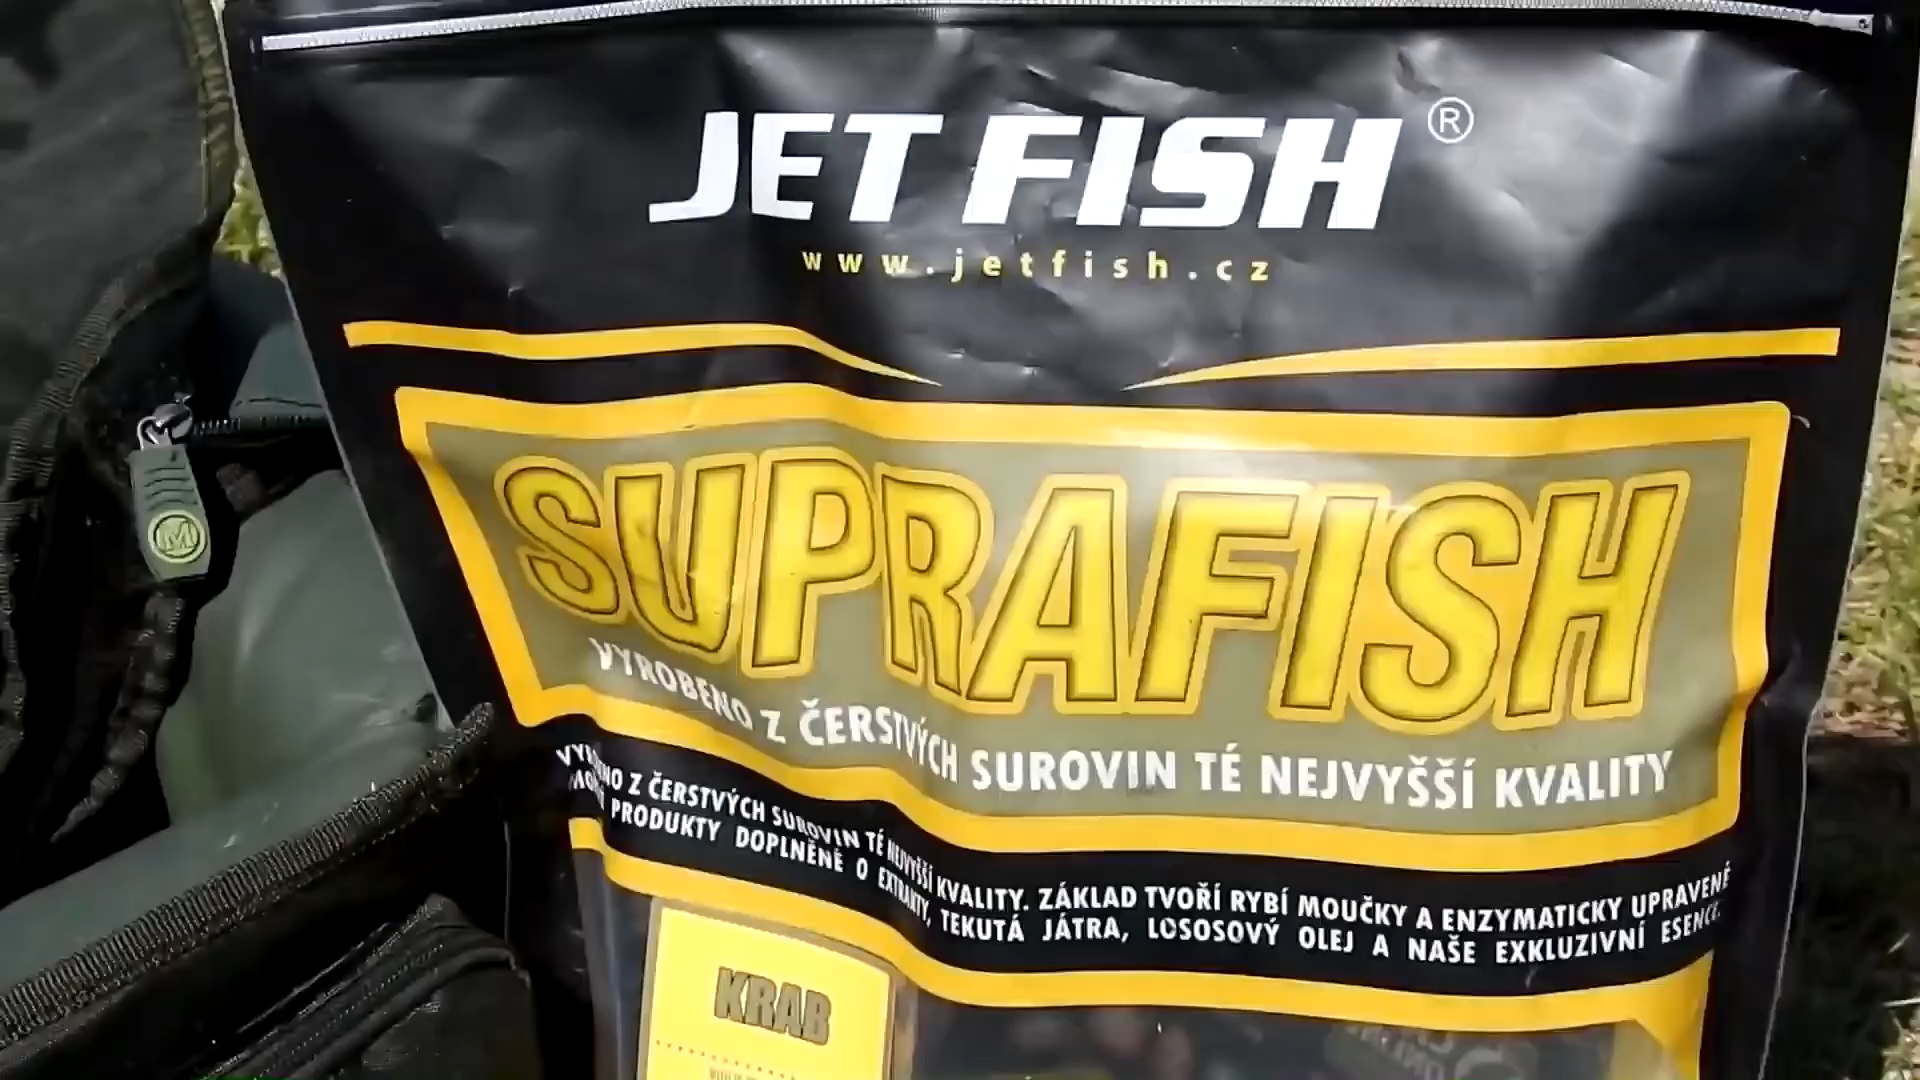 JET FISH ®
www.jetfish.cz
SUPRAFISH
VYROBENO Z ČERSTVÝCH SUROVIN TÉ NEJVYŠŠÍ KVALITY
Z ČERSTVÝCH SUROVIN TÉ NEJVYŠŠÍ KVALITY. ZÁKLAD TVOŘÍ RYBÍ MOUČKY A ENZYMATICKY UPRAVENÉ
PRODUKTY DOPLNĚNÉ O EXTRAKTY, TEKUTÁ JÁTRA, LOSOSOVÝ OLEJ A NAŠE EXKLUZIVNÍ ESENCE.
KRAB
M